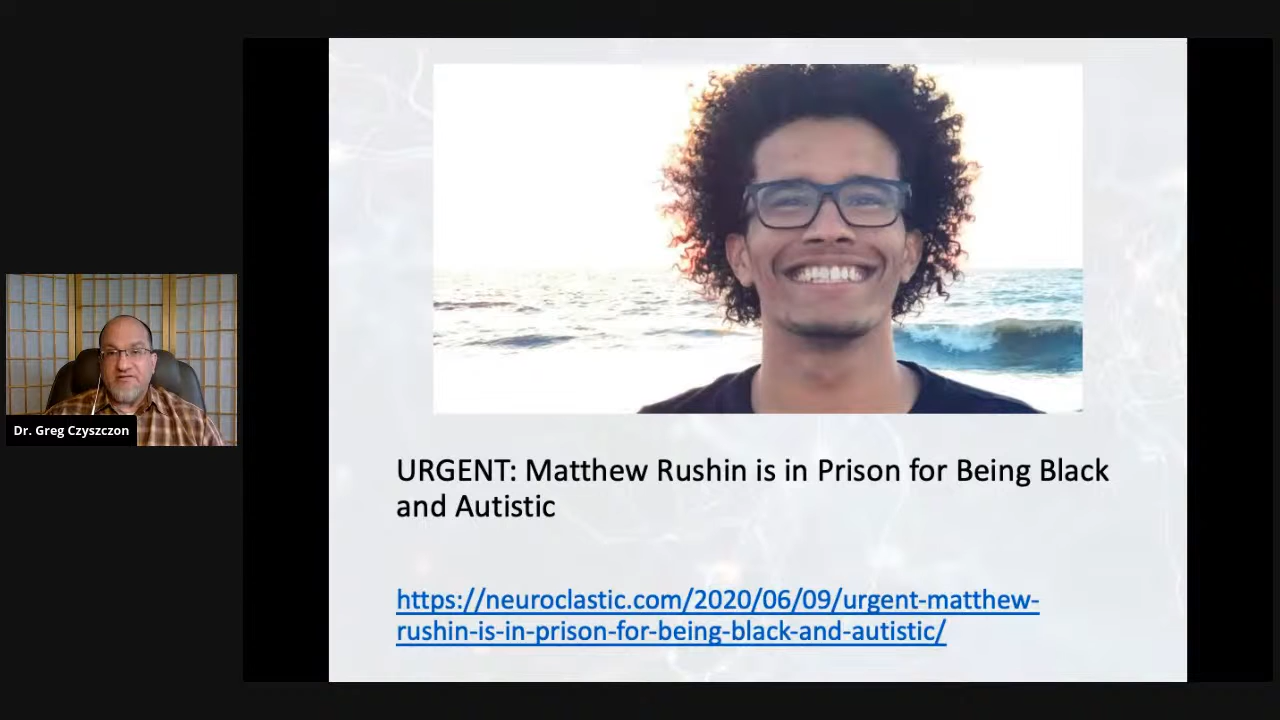 Dr. Greg Czyszczon
URGENT: Matthew Rushin is in Prison for Being Black
and Autistic
https://neuroclastic.com/2020/06/09/urgent-matthew-
rushin-is-in-prison-for-being-black-and-autistic/